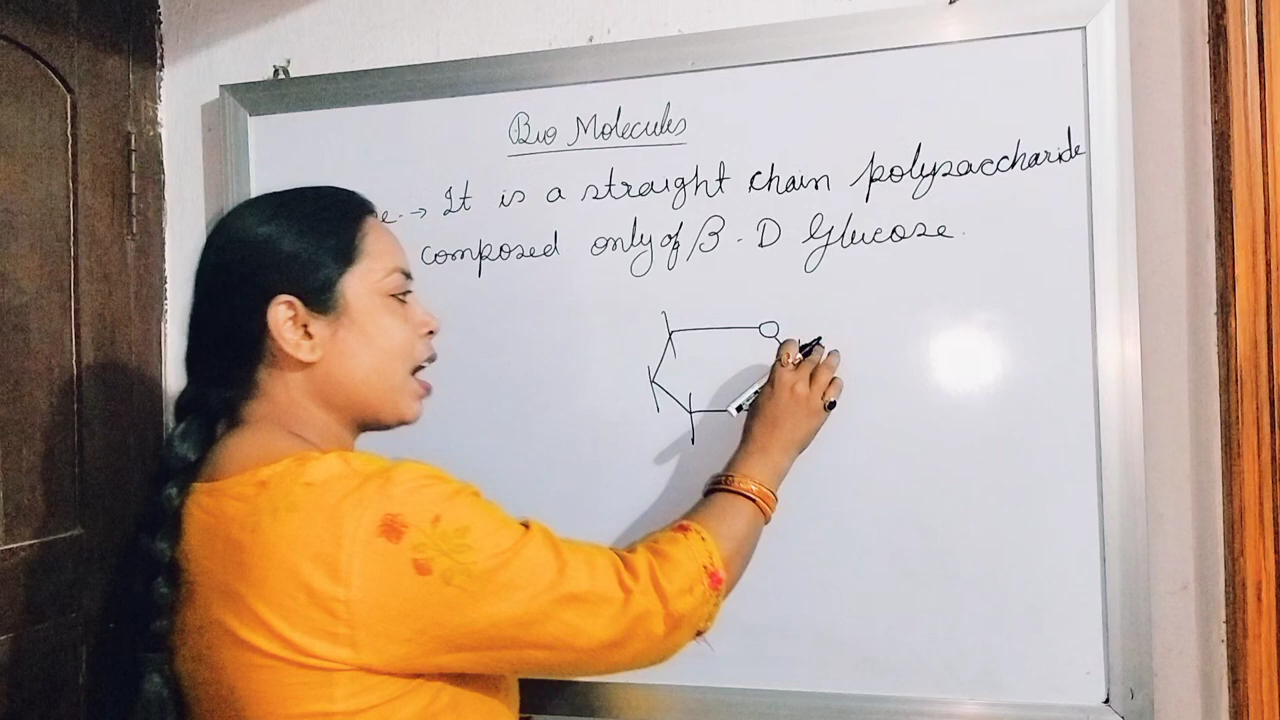 Bio Molecules
e. → It is a straight chain polysaccharide
composed only of β - D Glucose.
O